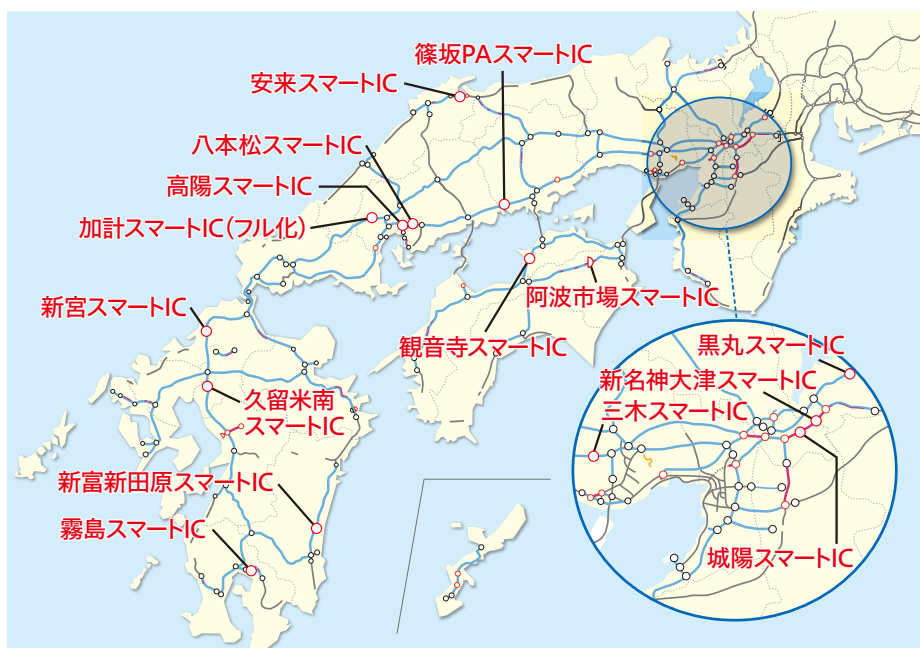 篠坂PAスマートIC
安来スマートIC
八本松スマートIC
高陽スマートIC
加計スマートIC(フル化)
新宮スマートIC
阿波市場スマートIC
観音寺スマートIC
黒丸スマートIC
新名神大津スマートIC
三木スマートIC
久留米南
スマートIC
新富新田原スマートIC
霧島スマートIC
城陽スマートIC